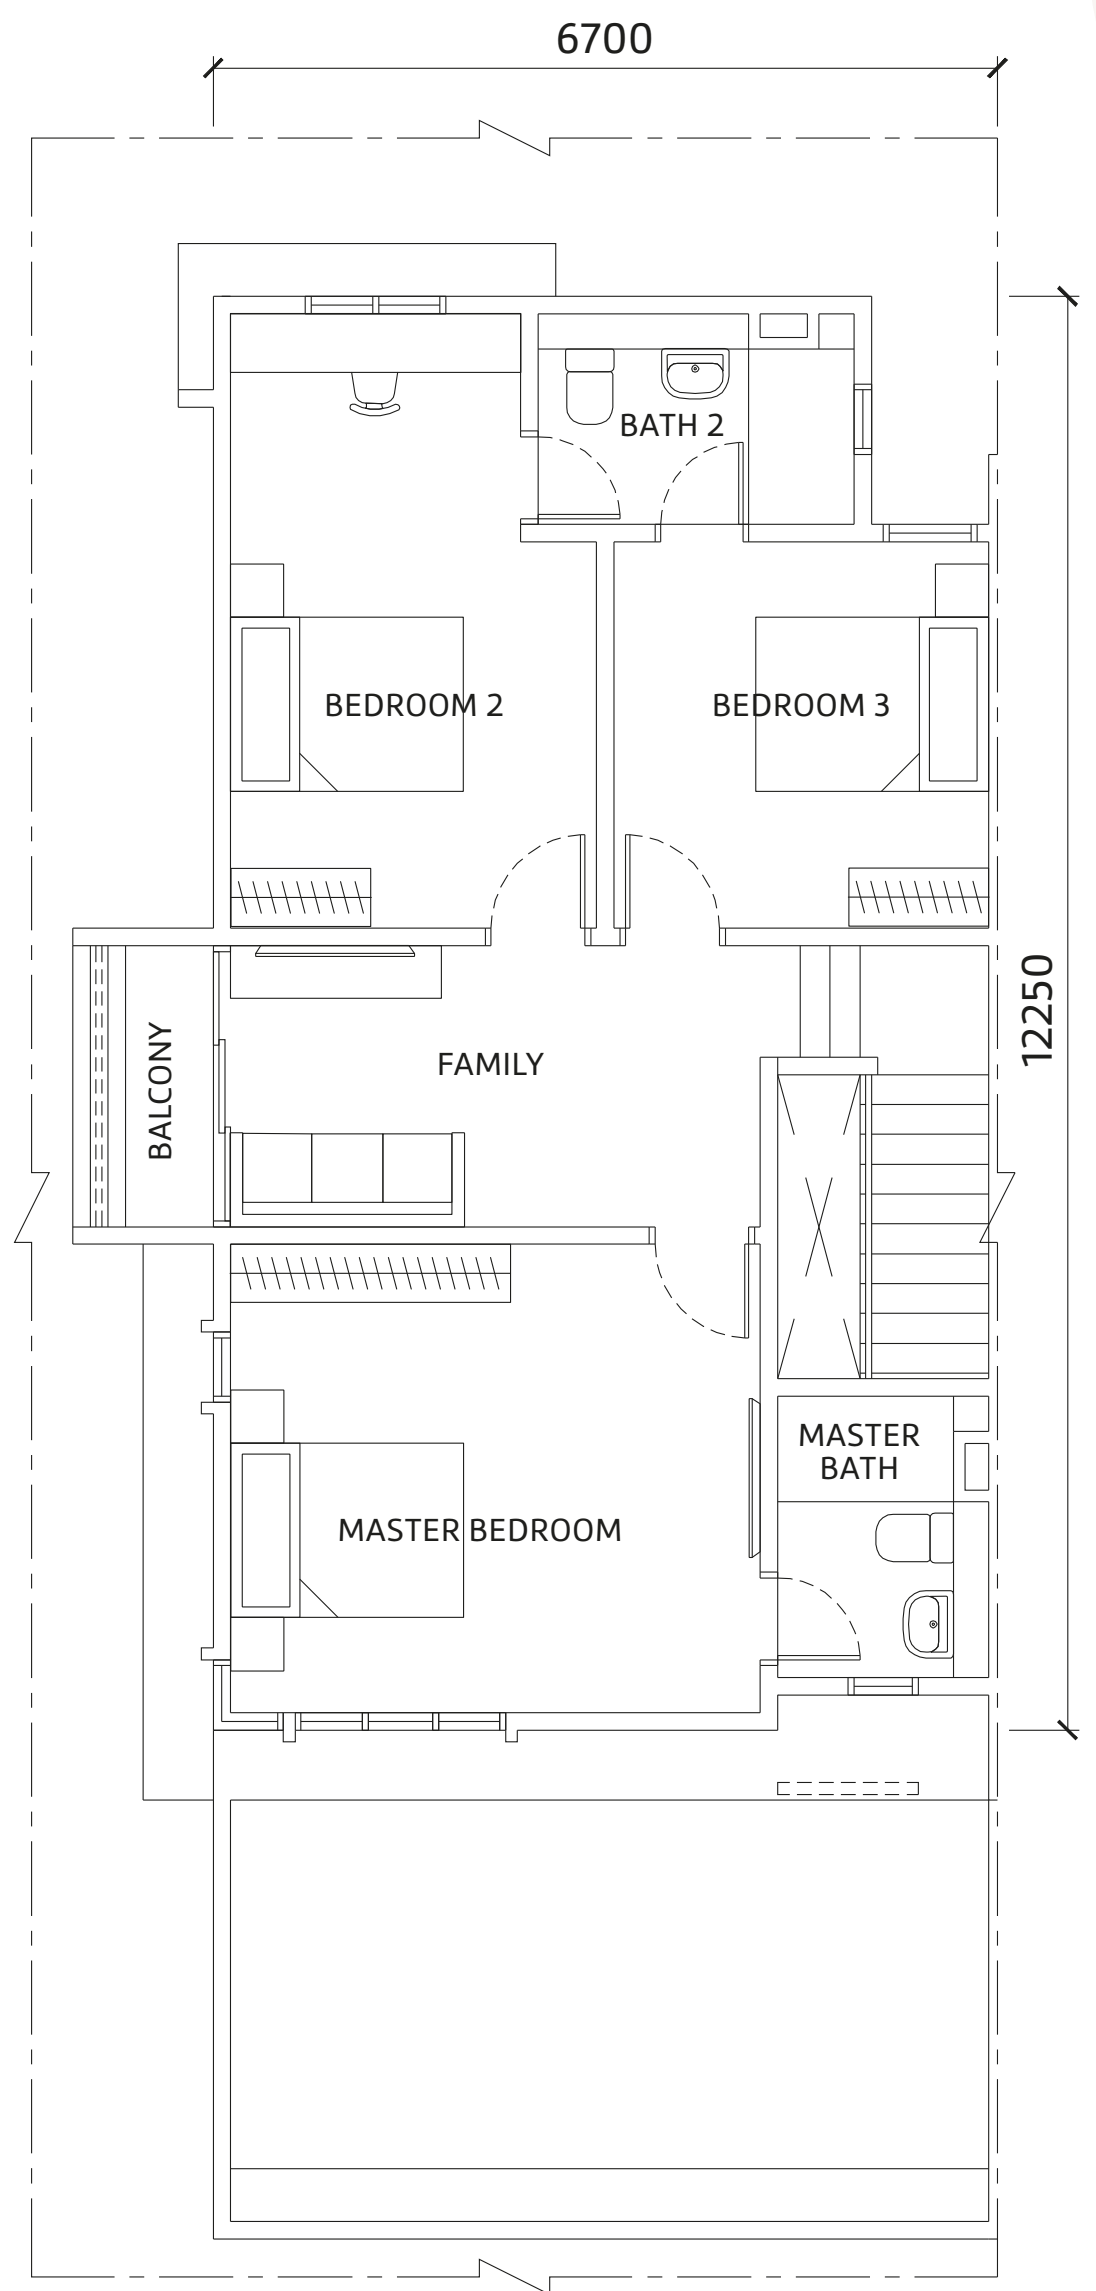 6700
BATH 2
BEDROOM 2
BEDROOM 3
12250
BALCONY
FAMILY
MASTER
BATH
MASTER BEDROOM